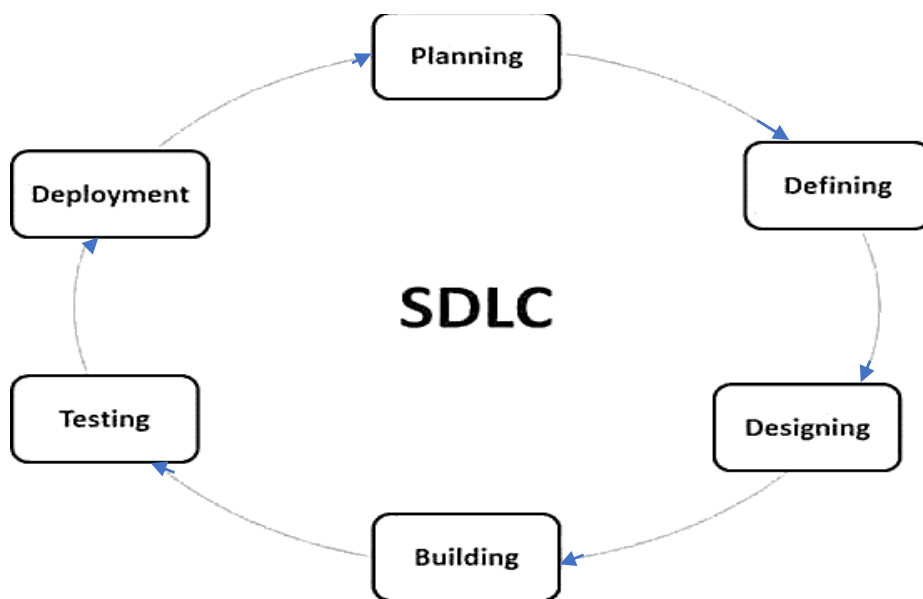 Planning
Defining
Designing
Building
Testing
Deployment
SDLC